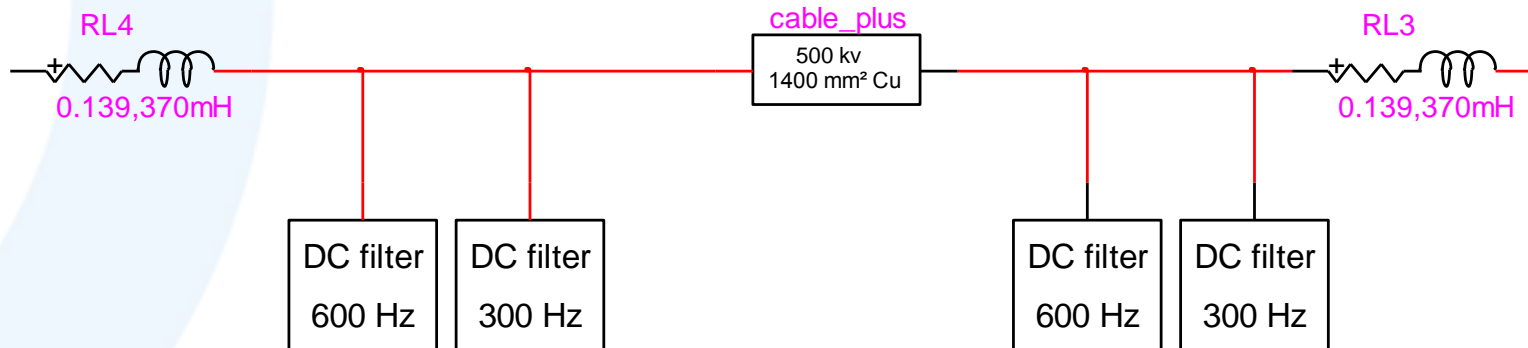 RL4
cable_plus
RL3
+
500 kv
1400 mm² Cu
+
0.139,370mH
0.139,370mH
DC filter
600 Hz
DC filter
300 Hz
DC filter
600 Hz
DC filter
300 Hz